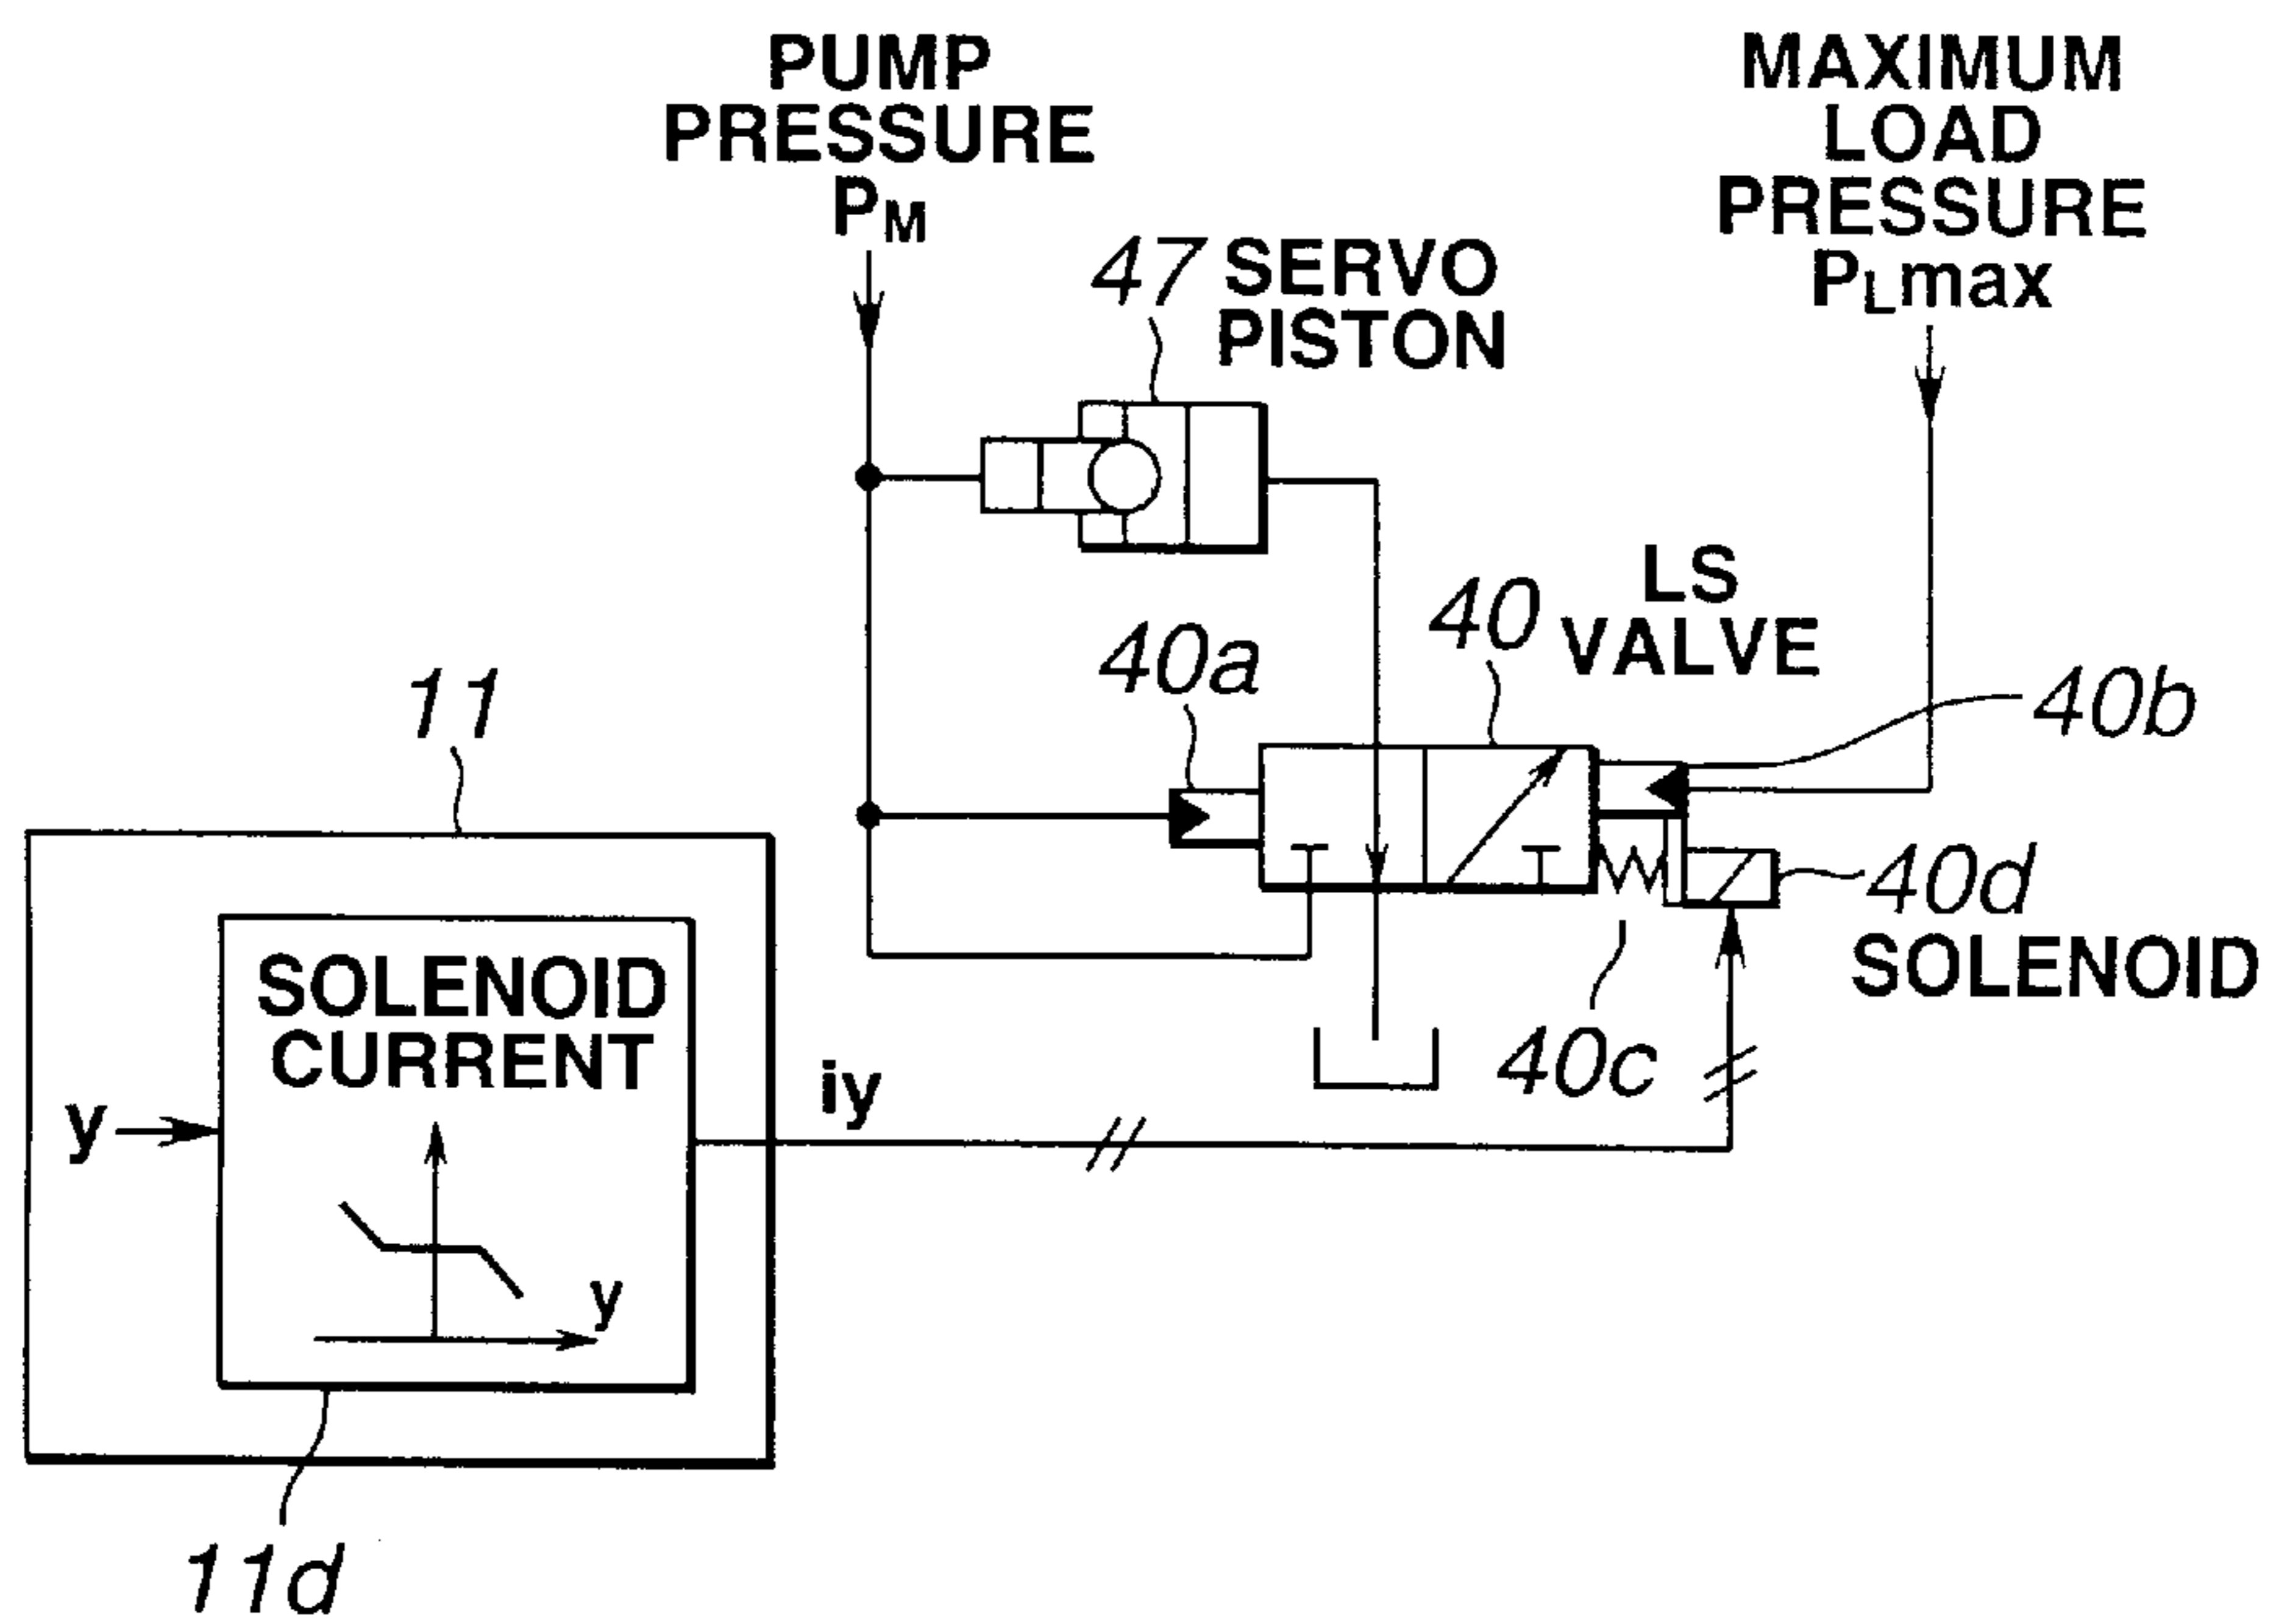 PUMP
PRESSURE
PM
MAXIMUM
LOAD
PRESSURE
PLmax
47 SERVO
PISTON
LS
40 VALVE
40a
40b
11
40d
SOLENOID
SOLENOID
CURRENT
40c
iy
y
y
11d